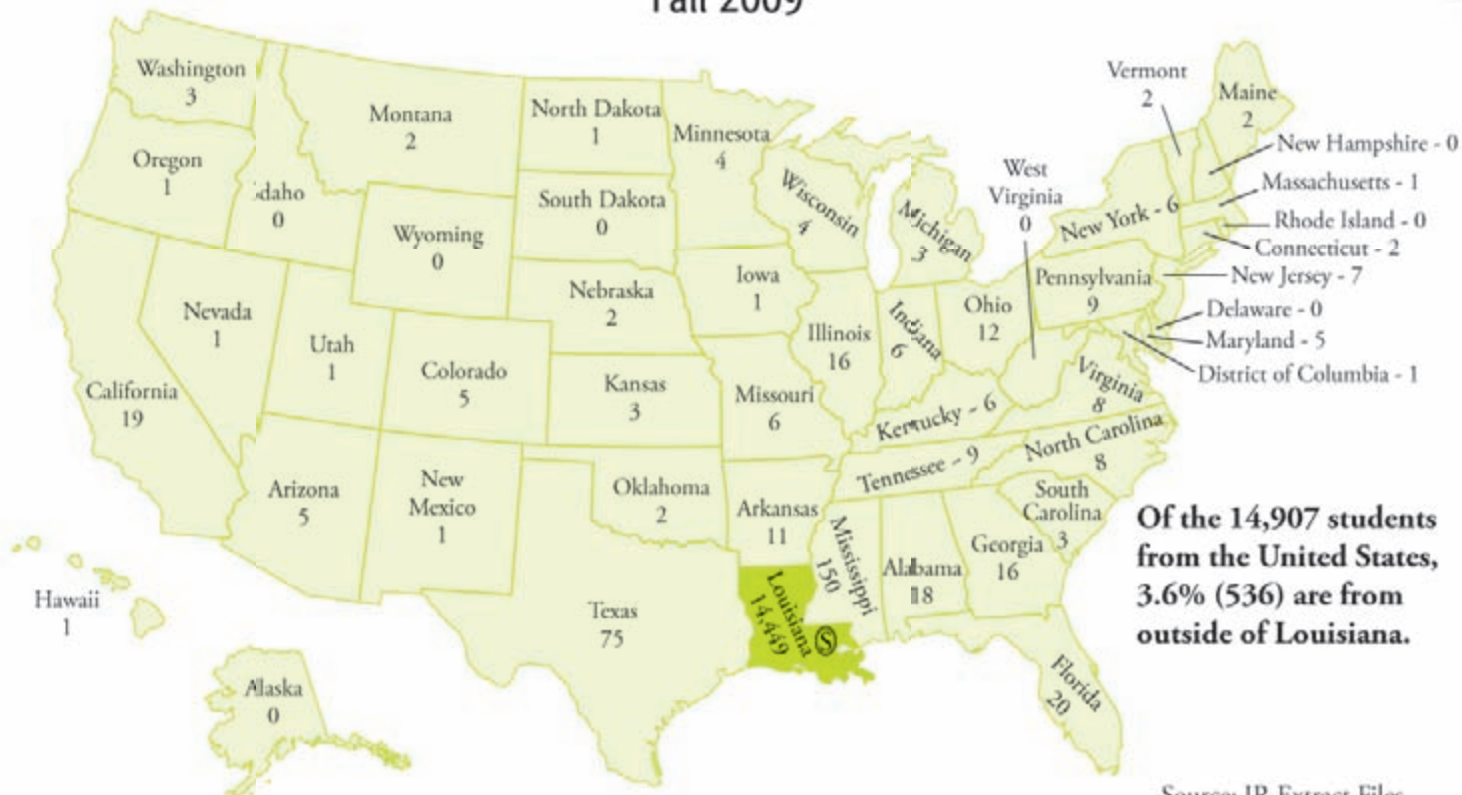 Fall 2009
Washington
3
Oregon
1
Idaho
0
Montana
2
North Dakota
1
Minnesota
4
South Dakota
0
Wyoming
0
Wisconsin
4
Michigan
3
Vermont
2
Maine
2
New Hampshire - 0
Massachusetts - 1
Rhode Island - 0
Connecticut - 2
New Jersey - 7
Delaware - 0
Maryland - 5
District of Columbia - 1
New York - 6
West
Virginia
0
Pennsylvania
9
Nevada
1
Utah
1
California
19
Colorado
5
Nebraska
2
Iowa
1
Kansas
3
Missouri
6
Illinois
16
Indiana
6
Ohio
12
Kentucky - 6
Virginia
8
North Carolina
8
Tennessee - 9
South
Carolina
3
Arizona
5
New
Mexico
1
Oklahoma
2
Arkansas
11
Mississippi
150
Alabama
18
Georgia
16
Louisiana
14,449
S
Texas
75
Florida
20
Hawaii
1
Alaska
0
Of the 14,907 students
from the United States,
3.6% (536) are from
outside of Louisiana.
Source: IR Extract Files